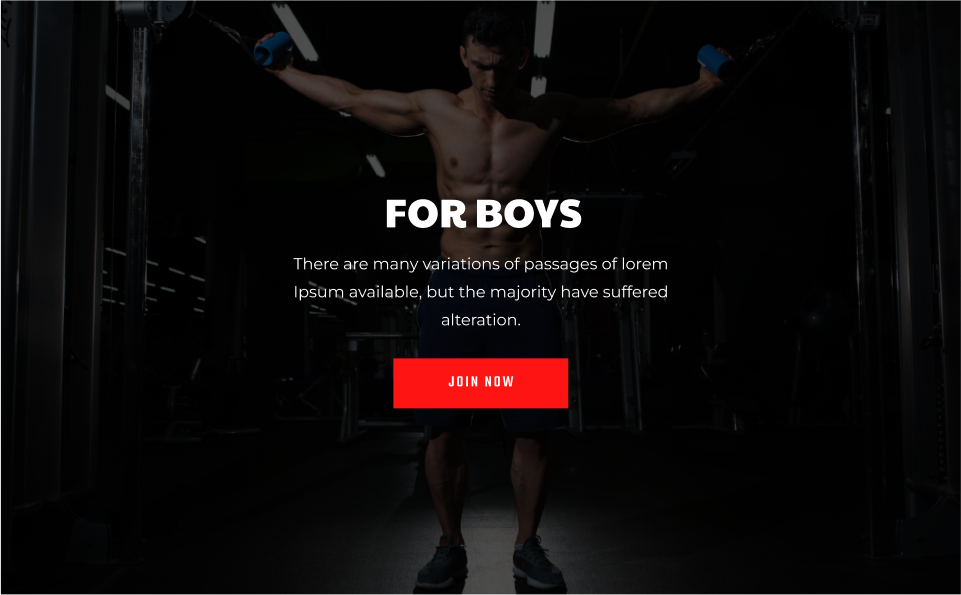 FOR BOYS
There are many variations of passages of lorem
Ipsum available, but the majority have suffered
alteration.
JOIN NOW